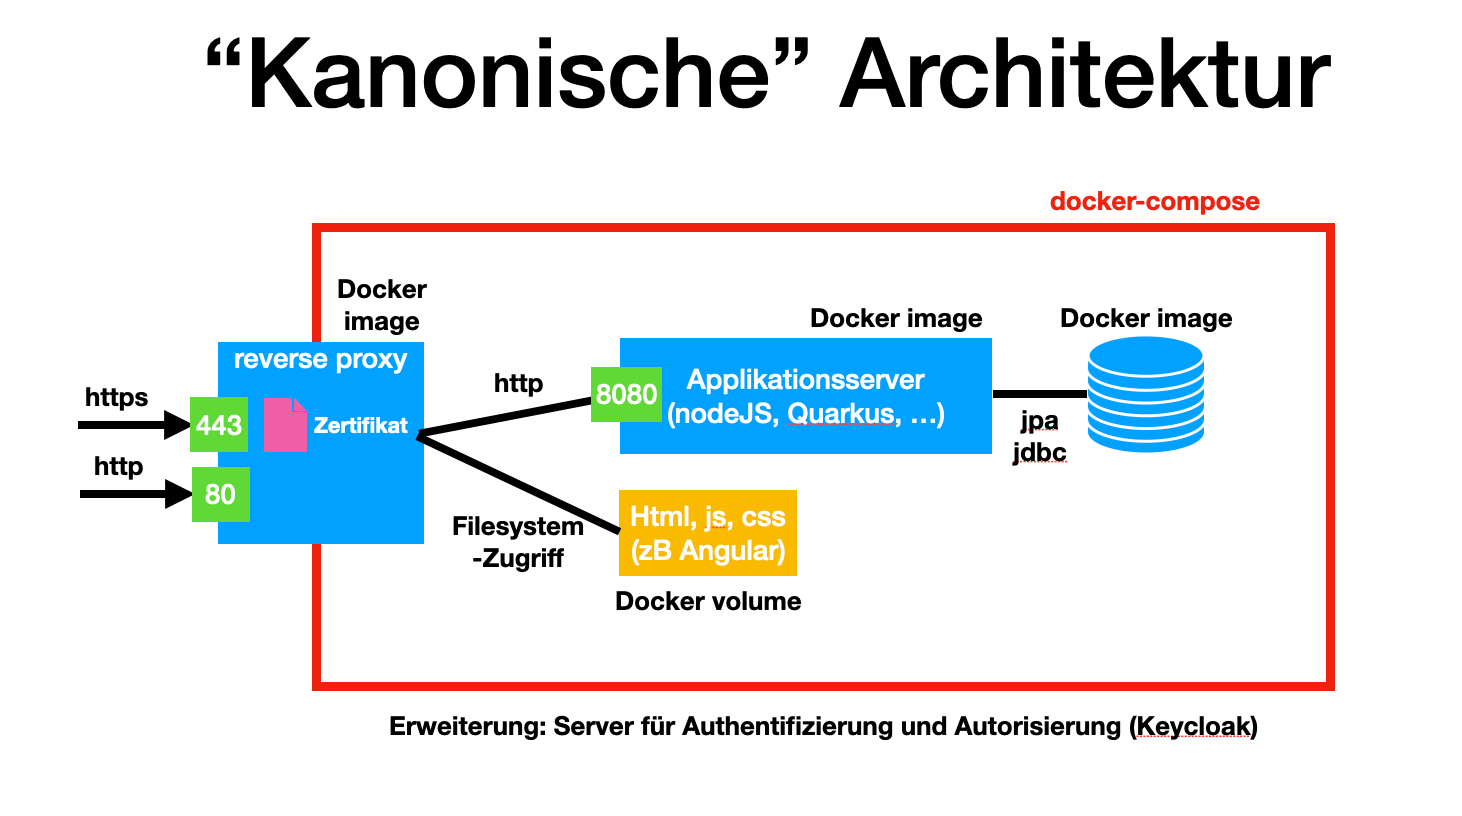 “Kanonische” Architektur
docker-compose
Docker
image
reverse proxy
https
443
Zertifikat
http
80
http
Filesystem
-Zugriff
Docker image
8080
Applikationsserver
(nodeJS, Quarkus, …)
jpa
jdbc
Docker image
Html, js, css
(zB Angular)
Docker volume
Erweiterung: Server für Authentifizierung und Autorisierung (Keycloak)